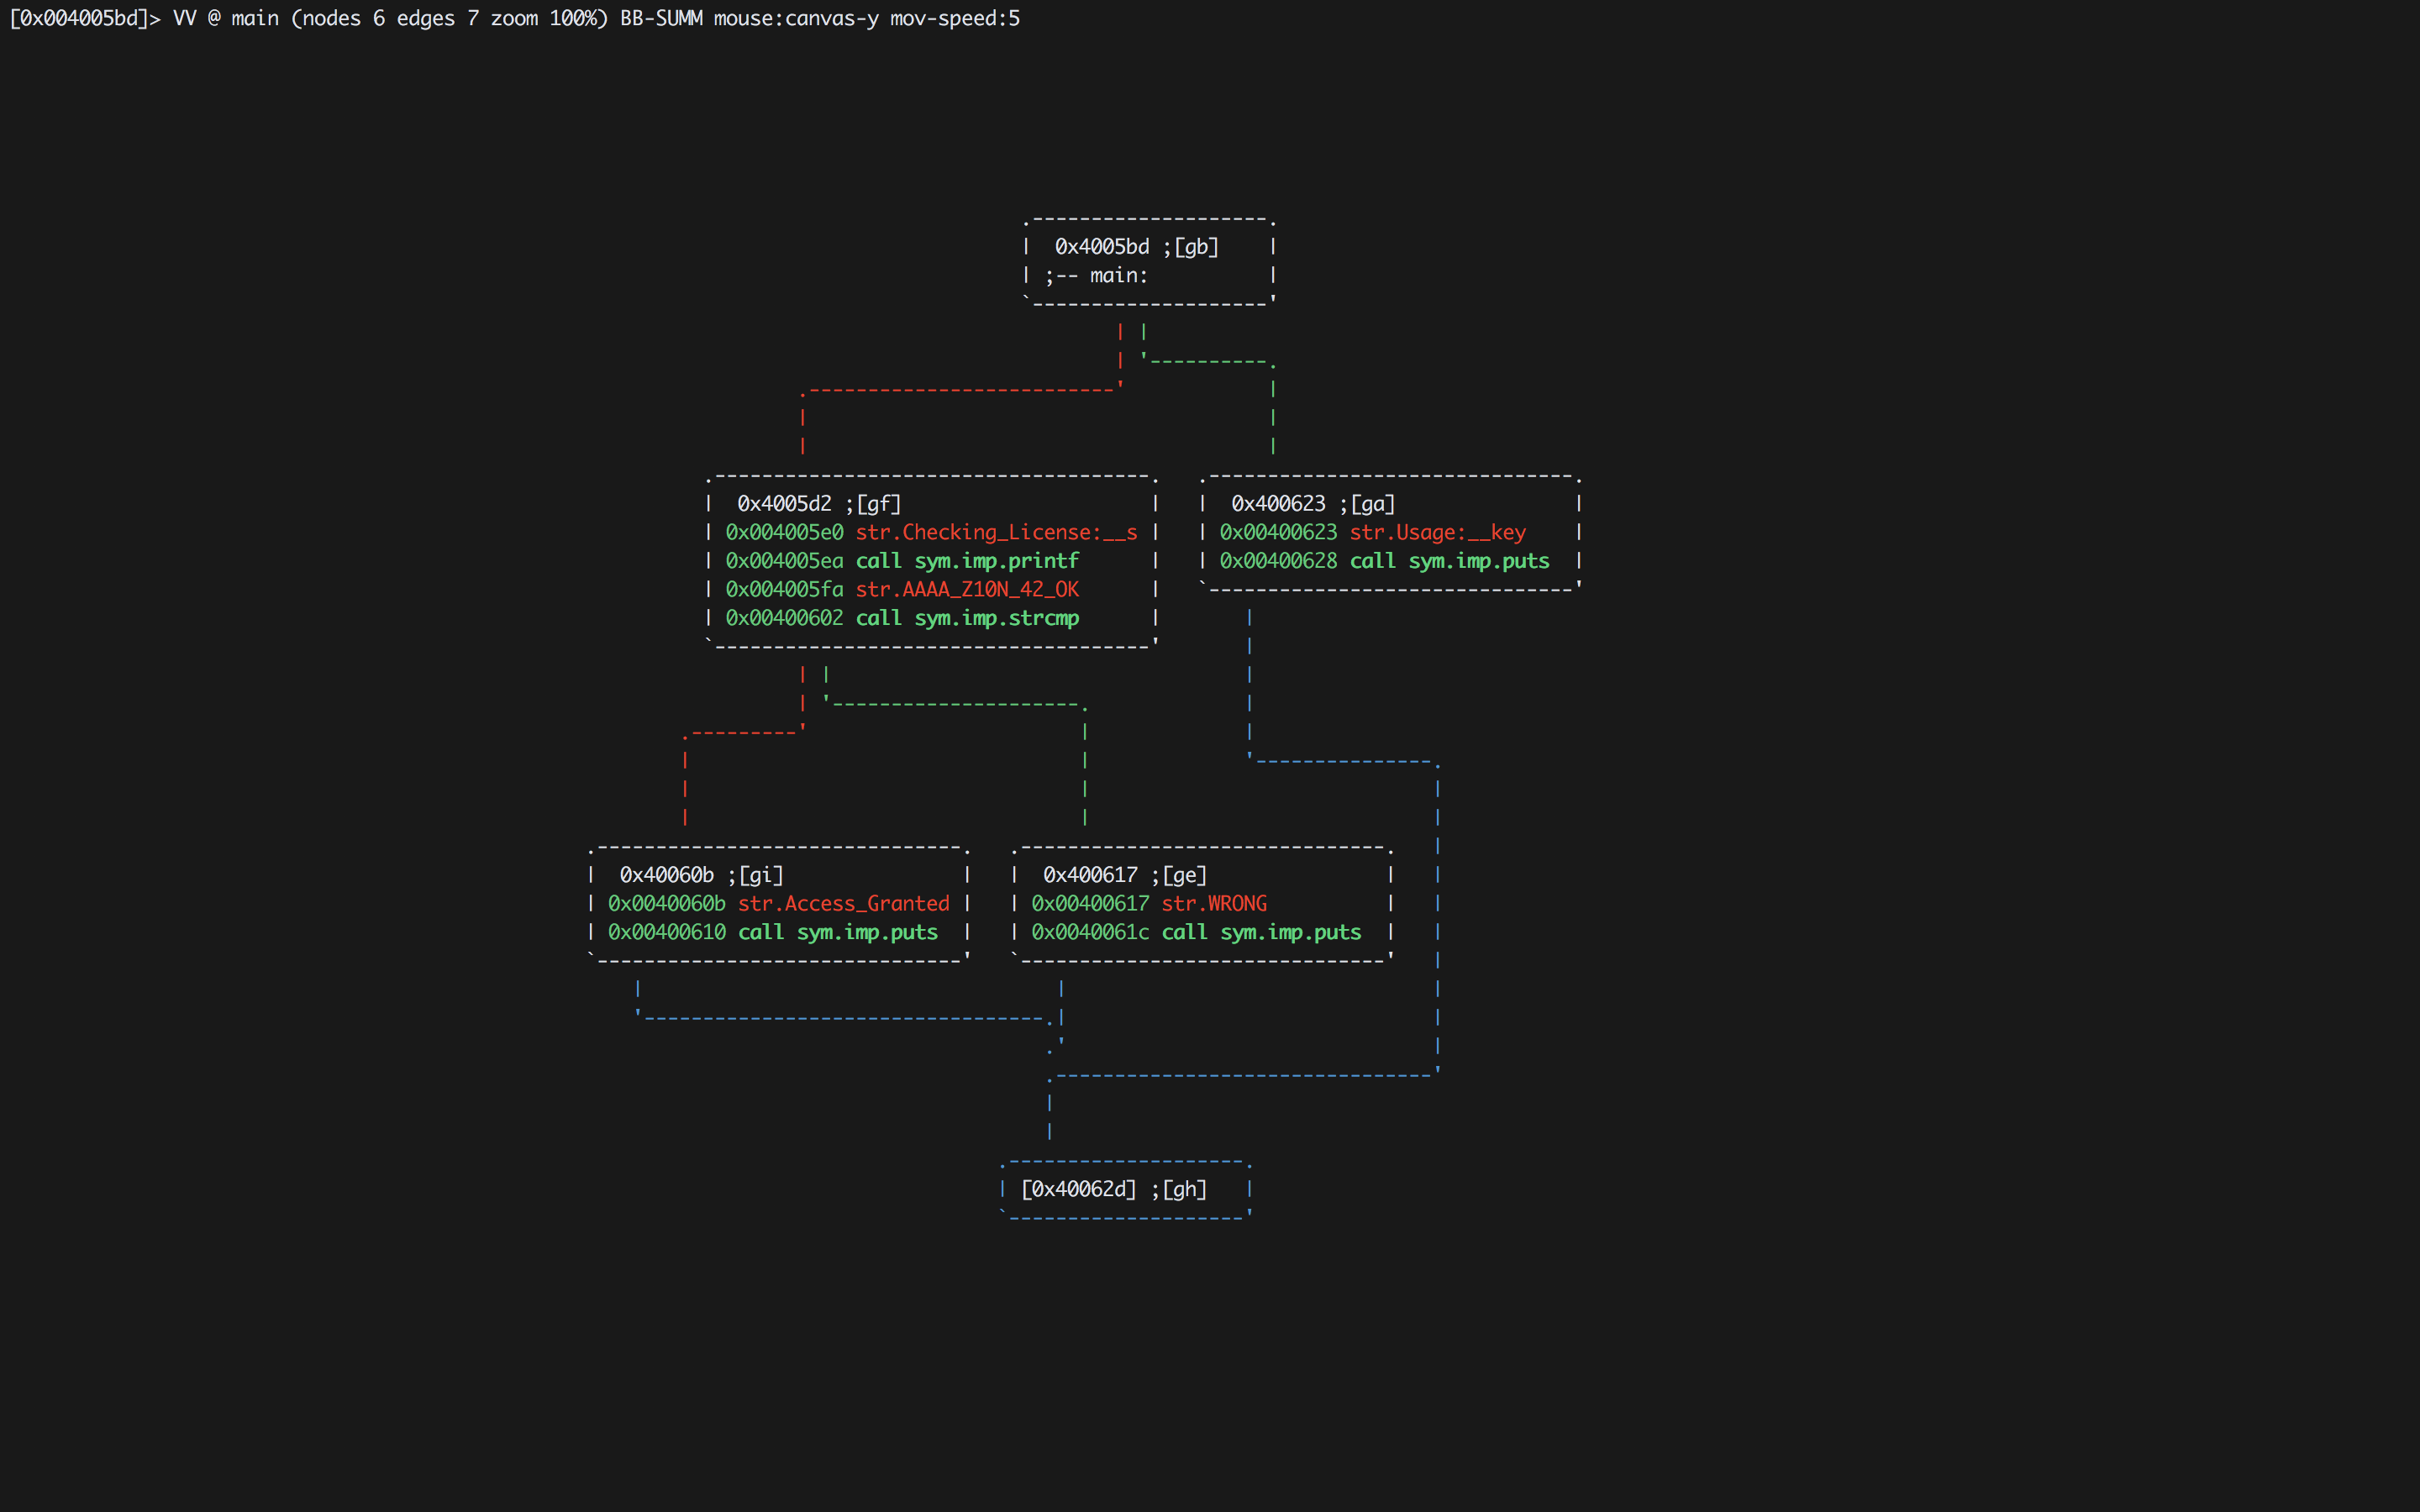 [0x004005bd]> VV @ main (nodes 6 edges 7 zoom 100%) BB-SUMM mouse:canvas-y mov-speed:5
0x4005bd ;[gb]
;-- main:
0x4005d2 ;[gf]
0x004005e0 str.Checking_License:__s
0x004005ea call sym.imp.printf
0x004005fa str.AAAA_Z10N_42_OK
0x00400602 call sym.imp.strcmp
0x400623 ;[ga]
0x00400623 str.Usage:__key
0x00400628 call sym.imp.puts
0x40060b ;[gi]
0x0040060b str.Access_Granted
0x00400610 call sym.imp.puts
0x400617 ;[ge]
0x00400617 str.WRONG
0x0040061c call sym.imp.puts
[0x40062d] ;[gh]